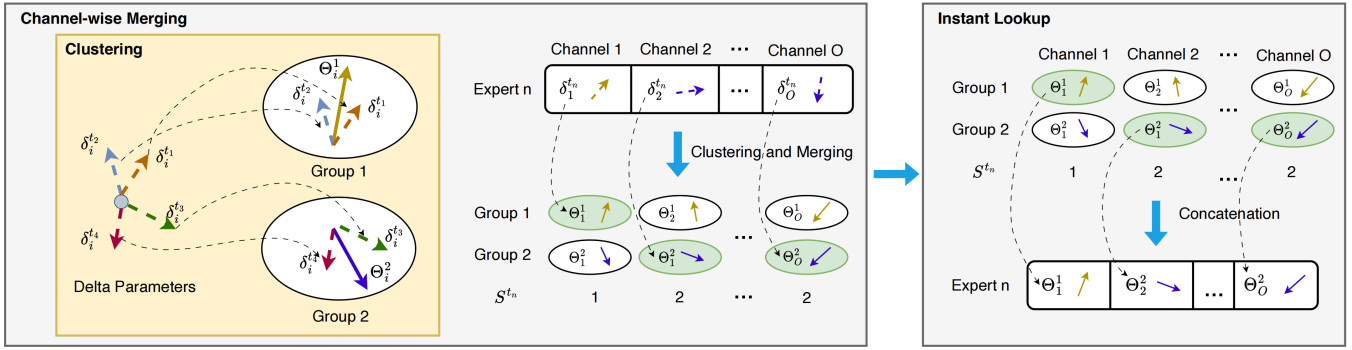 Channel-wise Merging
Clustering
Θ_i^1
δ_i^{t_2}
δ_i^{t_1}
δ_i^{t_2}
δ_i^{t_1}
Group 1
δ_i^{t_3}
δ_i^{t_4}
δ_i^{t_3}
δ_i^{t_4}
Θ_i^2
Delta Parameters
Group 2
Channel 1 Channel 2 ... Channel O
Expert n δ_1^{t_n} δ_2^{t_n} ... δ_O^{t_n}
Clustering and Merging
Group 1 Θ_1^1 Θ_2^1 Θ_O^1
...
Group 2 Θ_1^2 Θ_1^2 Θ_O^2
S^{t_n} 1 2 ... 2
Instant Lookup
Channel 1 Channel 2 ... Channel O
Group 1 Θ_1^1 Θ_2^1 Θ_O^1
...
Group 2 Θ_1^2 Θ_1^2 Θ_O^2
S^{t_n} 1 2 ... 2
Concatenation
Expert n Θ_1^1 Θ_2^2 ... Θ_O^2